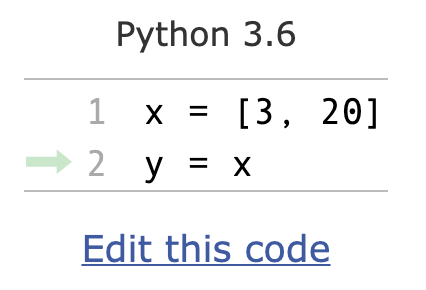 Python 3.6
1 x = [3, 20]
2 y = x
Edit this code